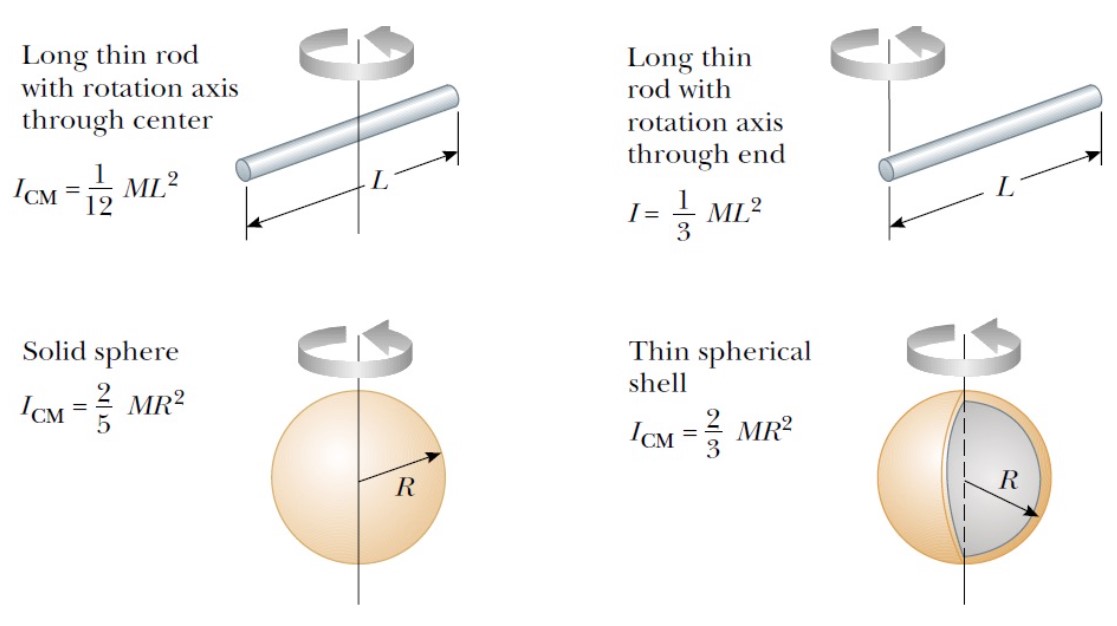 Long thin rod
with rotation axis
through center
I_CM = 1/12 ML²
L
Long thin
rod with
rotation axis
through end
I = 1/3 ML²
L
Solid sphere
I_CM = 2/5 MR²
R
Thin spherical
shell
I_CM = 2/3 MR²
R